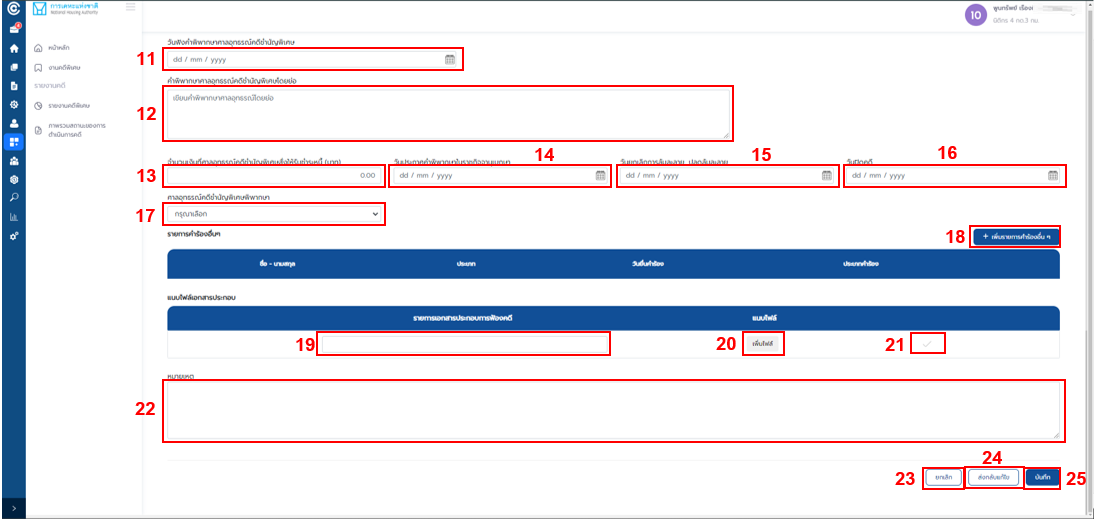 การเคหะแห่งชาติ
National Housing Authority
4
10
พูนทรัพย์ เรือง
นิติกร 4 กด.3 กม.
หน้าหลัก
งานคดีพิเศษ
รายงานคดี
รายงานคดีพิเศษ
ภาพรวมสถานะของการ
ดำเนินการคดี
วันฟังคำพิพากษาศาลอุทธรณ์คดีชำนัญพิเศษ
11
dd / mm / yyyy
คำพิพากษาศาลอุทธรณ์คดีชำนัญพิเศษโดยย่อ
12
เขียนคำพิพากษาศาลอุทธรณ์โดยย่อ
จำนวนเงินที่ศาลอุทธรณ์คดีชำนัญพิเศษสั่งให้รับชำระหนี้ (บาท)
13
0.00
วันประกาศคำพิพากษาในราชกิจจานุเบกษา
14
dd / mm / yyyy
วันยกเลิกการล้มละลาย ปลดล้มละลาย
15
dd / mm / yyyy
วันปิดคดี
16
dd / mm / yyyy
ศาลอุทธรณ์คดีชำนัญพิเศษพิพากษา
17
กรุณาเลือก
รายการคำร้องอื่นๆ
18
+ เพิ่มรายการคำร้องอื่น ๆ
ชื่อ - นามสกุล
ประเภท
วันยื่นคำร้อง
ประเภทคำร้อง
แนบไฟล์เอกสารประกอบ
รายการเอกสารประกอบการฟ้องคดี
แนบไฟล์
19
20
เพิ่มไฟล์
21
หมายเหตุ
22
23
ยกเลิก
24
ส่งกลับแก้ไข
บันทึก
25